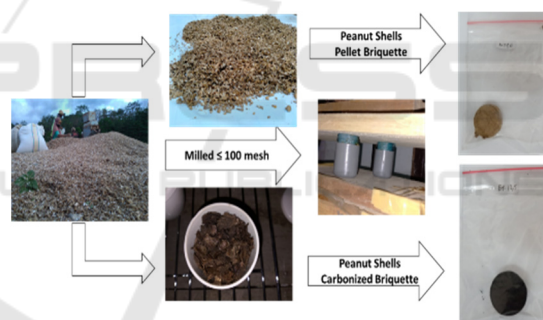 Peanut Shells
Pellet Briquette
Milled ≤ 100 mesh
Peanut Shells
Carbonized Briquette